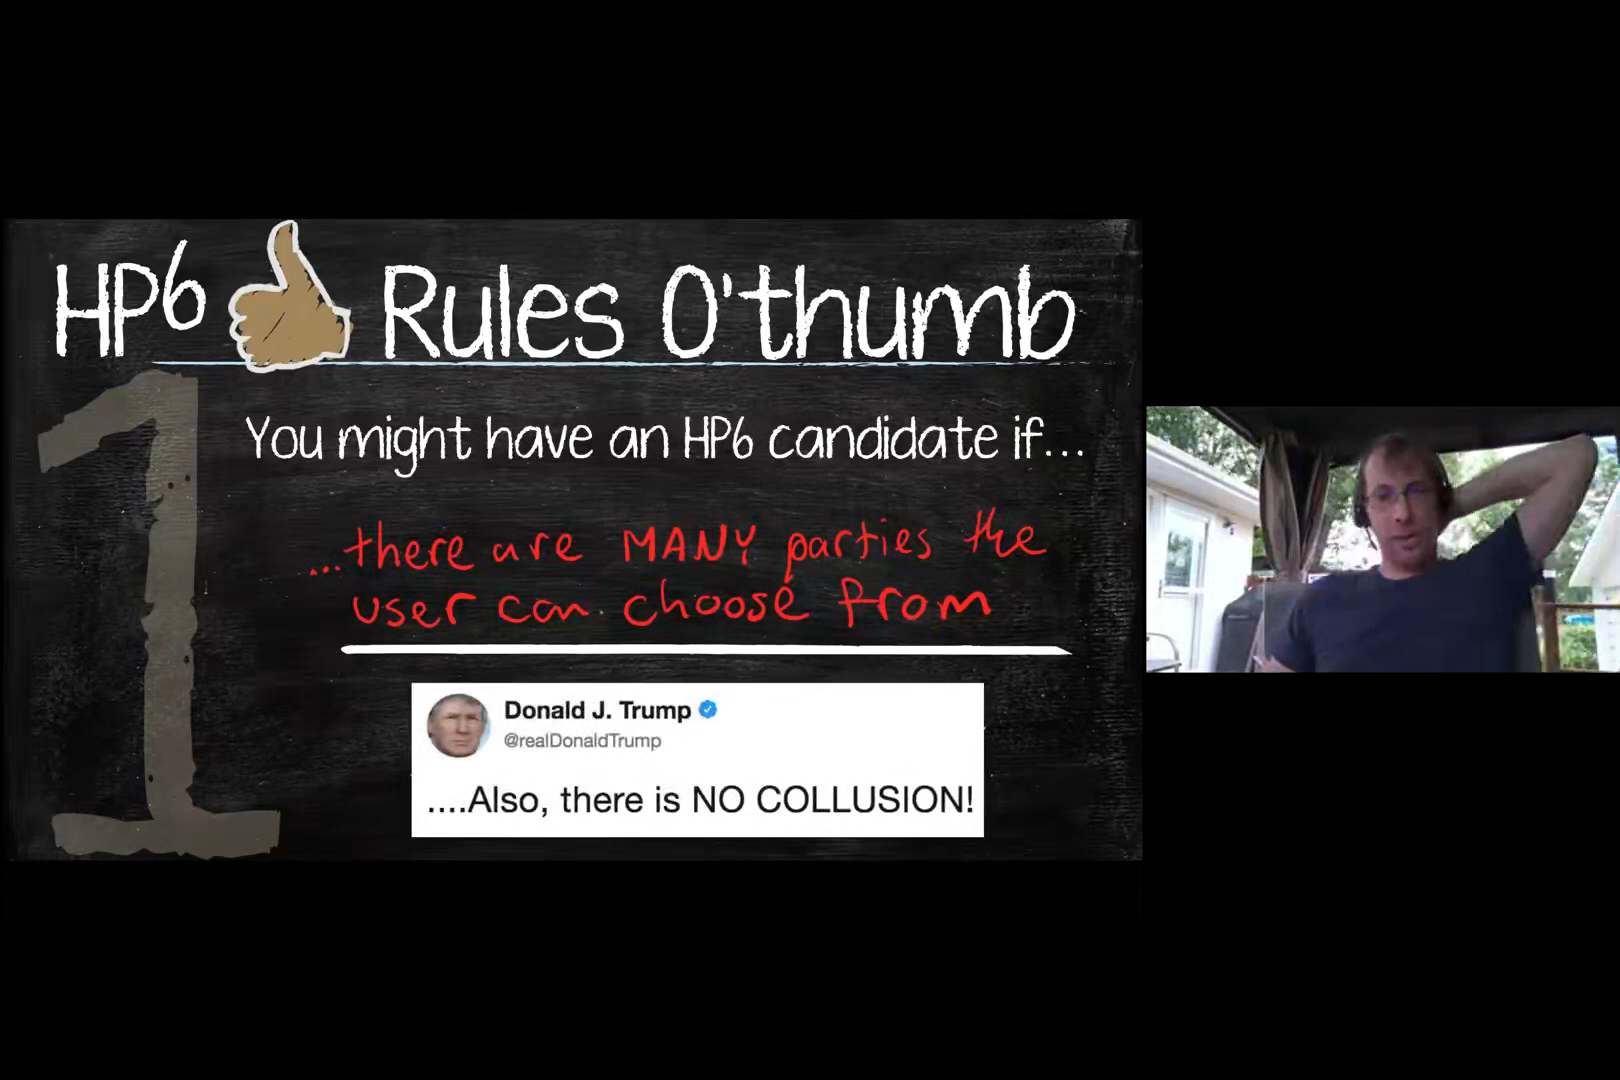 HP6 Rules O'thumb
1
You might have an HP6 candidate if...
...there are MANY parties the
user can choose from
Donald J. Trump
@realDonaldTrump
....Also, there is NO COLLUSION!